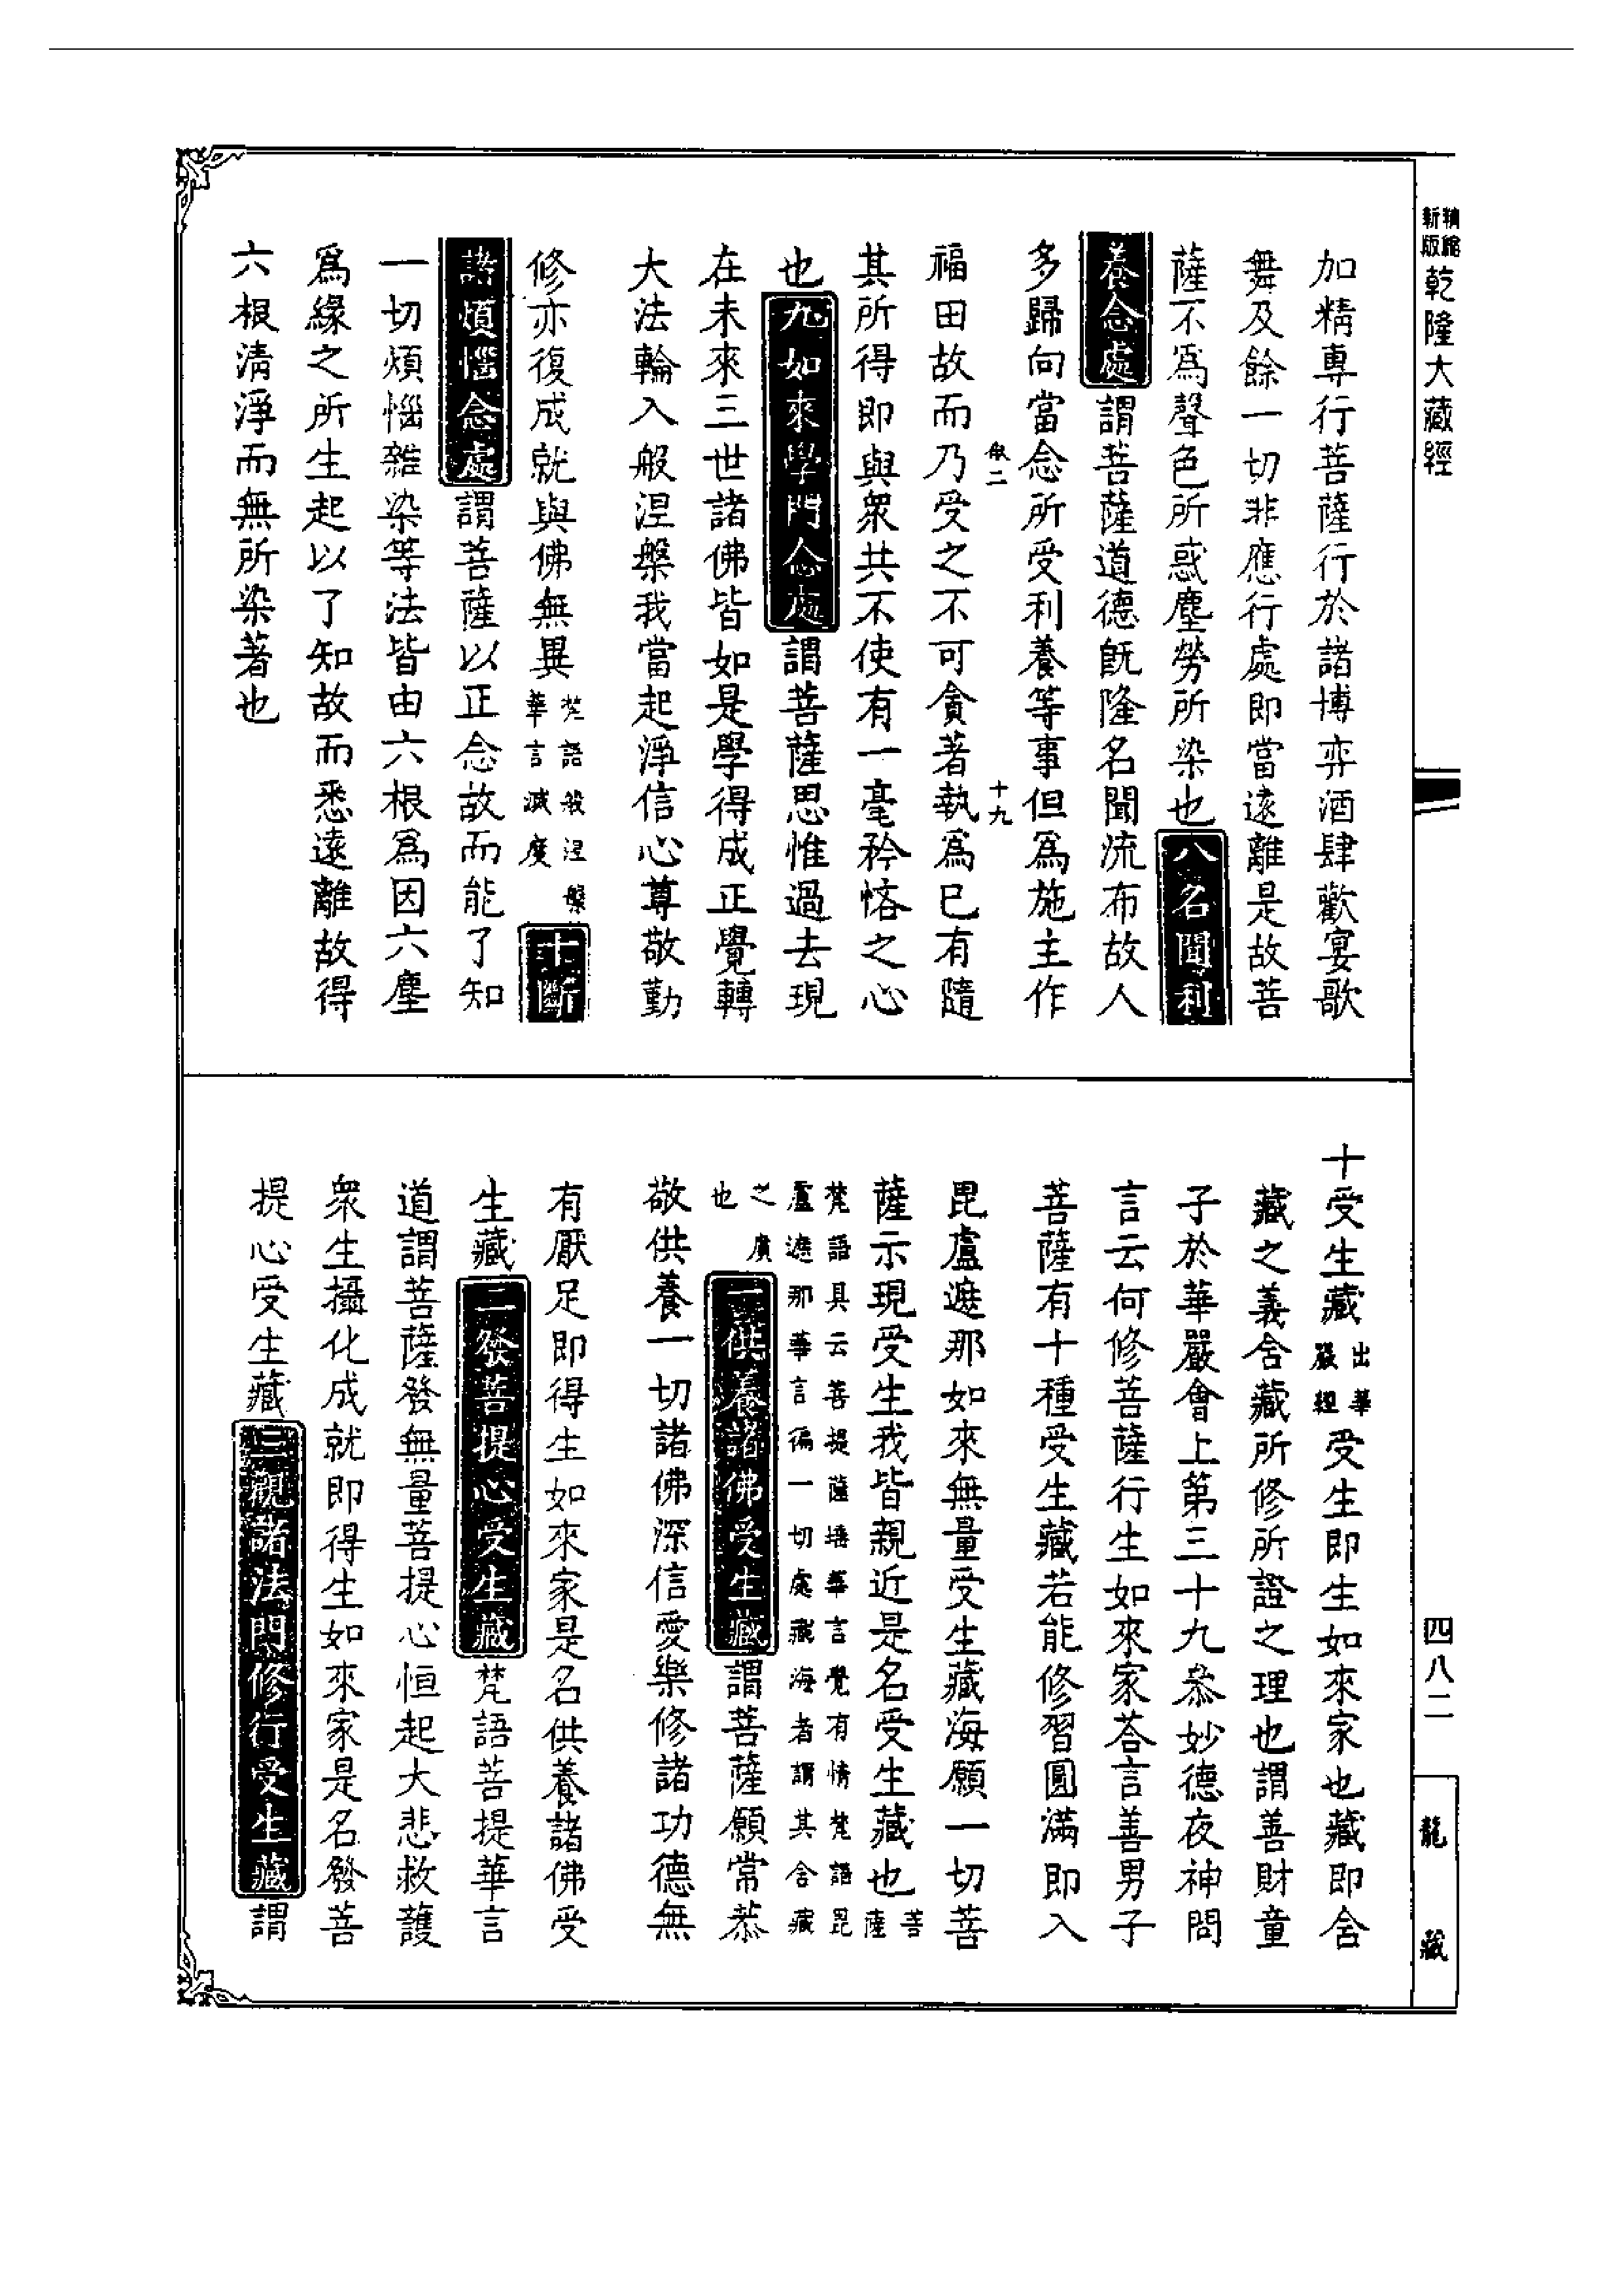 精縮
新版
乾隆大藏經
加精專行菩薩行於諸博弈酒肆歡宴歌
舞及餘一切非應行處即當遠離是故菩
薩不爲聲色所惑塵勞所染也八名聞利
養念處謂菩薩道德旣隆名聞流布故人
多歸向當念所受利養等事但爲施主作
十九
福田故而乃受之不可貪著執爲已有隨
其所得即與衆共不使有一毫矜悋之心
也九如來學門念處謂菩薩思惟過去現
在未來三世諸佛皆如是學得成正覺轉
大法輪入般涅槃我當起淨信心尊敬勤
修亦復成就與佛無異梵語般涅槃華言滅度十斷
諸煩惱念處謂菩薩以正念故而能了知
一切煩惱雜染等法皆由六根爲因六塵
爲緣之所生起以了知故而悉遠離故得
六根清淨而無所染著也
四八二
龍藏
十受生藏出華嚴經受生即生如來家也藏即含
藏之義含藏所修所證之理也謂善財童
子於華嚴會上第三十九叅妙德夜神問
言云何修菩薩行生如來家荅言善男子
菩薩有十種受生藏若能修習圓滿即入
毘盧遮那如來無量受生藏海願一切菩
薩示現受生我皆親近是名受生藏也菩薩
梵語具云菩提薩埵華言覺有情梵語毘
盧遮那華言徧一切處藏海者謂其含藏
之廣也二供養諸佛受生藏謂菩薩願常恭
敬供養一切諸佛深信愛樂修諸功德無
有厭足即得生如來家是名供養諸佛受
生藏二發菩提心受生藏梵語菩提華言
道謂菩薩發無量菩提心恒起大悲救護
衆生攝化成就即得生如來家是名發菩
提心受生藏三觀諸法門修行受生藏謂